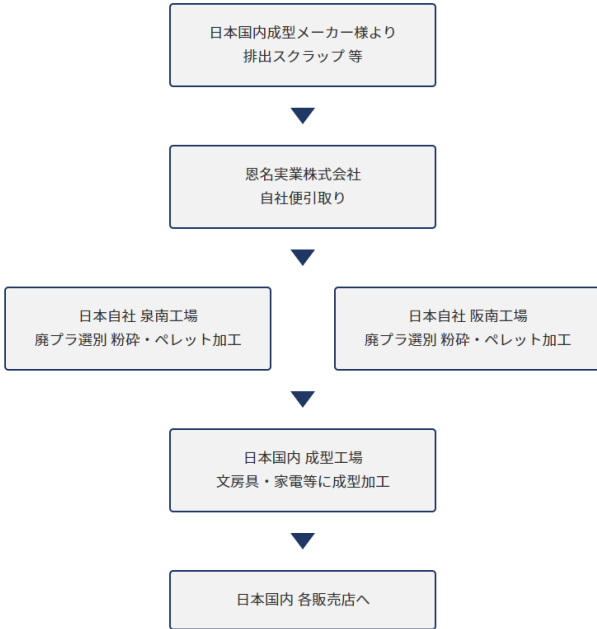 日本国内成型メーカー様より
排出スクラップ 等
恩名実業株式会社
自社便引取り
日本自社 泉南工場
廃プラ選別 粉砕・ペレット加工
日本自社 阪南工場
廃プラ選別 粉砕・ペレット加工
日本国内 成型工場
文房具・家電等に成型加工
日本国内 各販売店へ